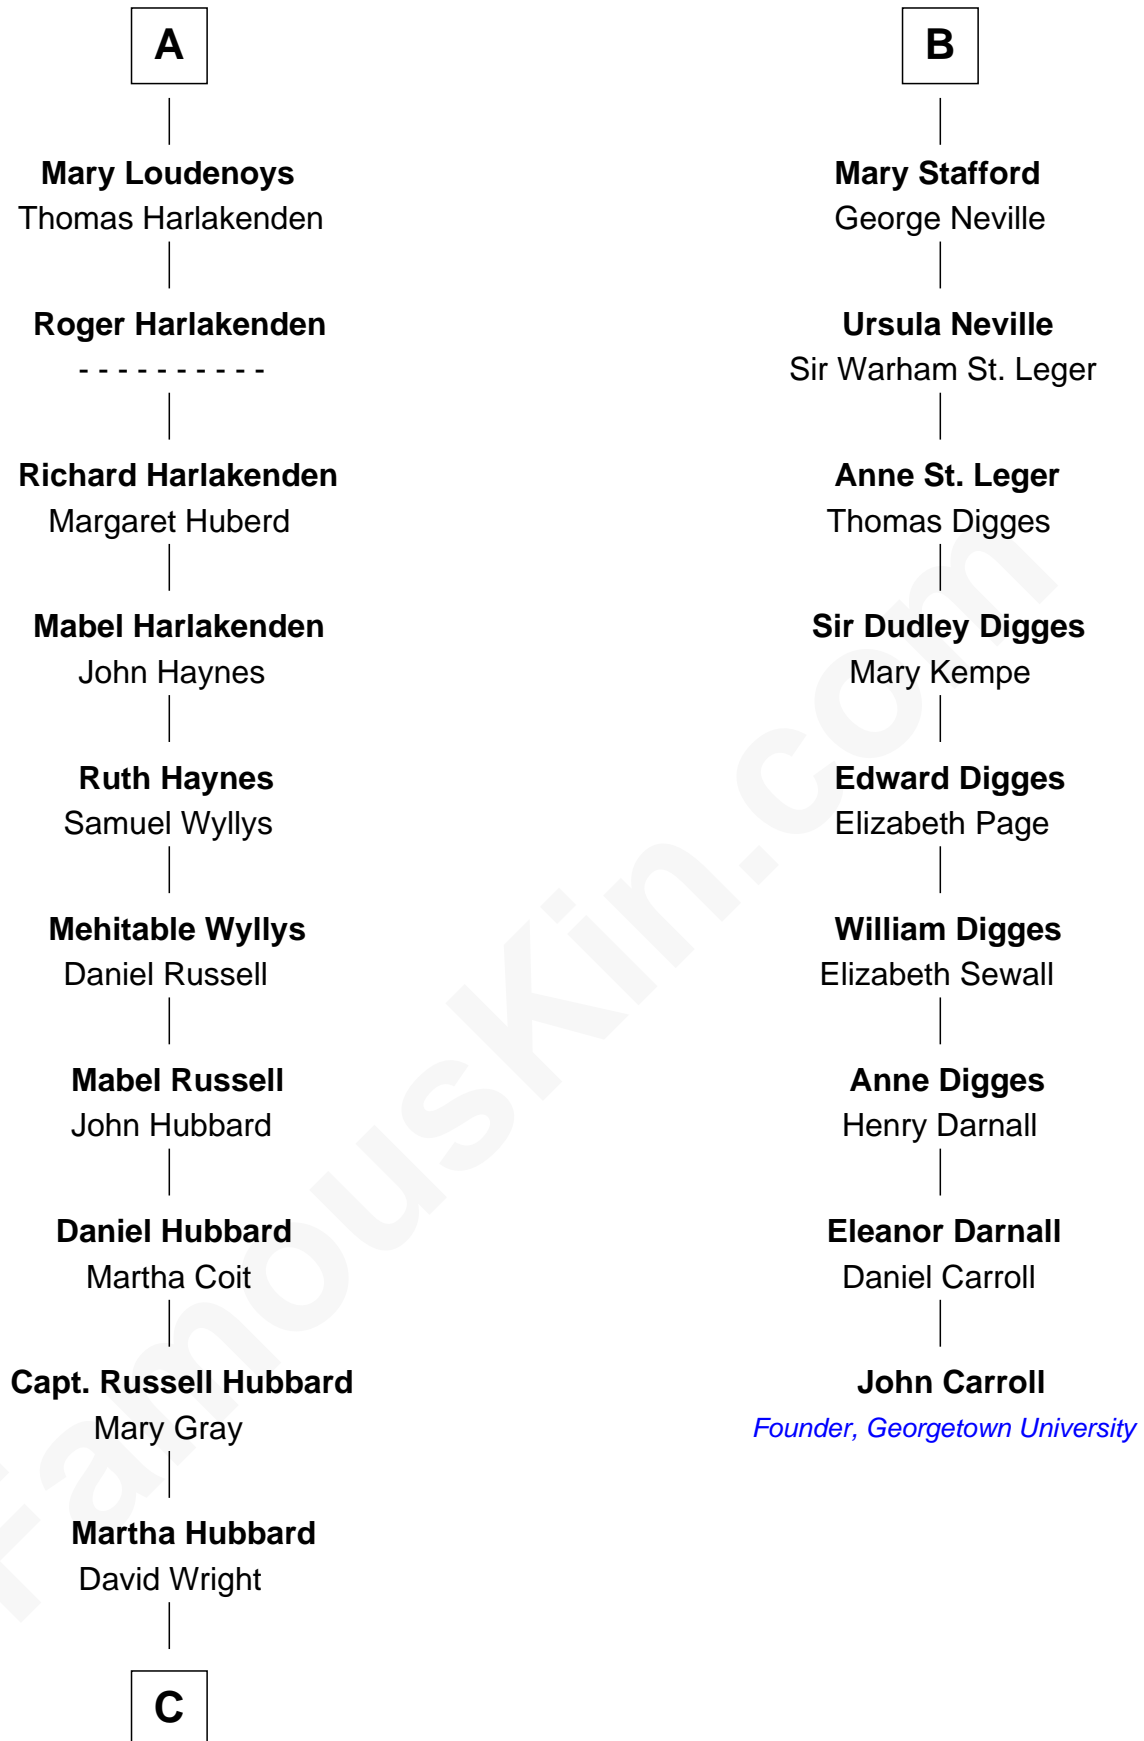 A
Mary Loudenoys
Thomas Harlakenden
Roger Harlakenden
- - - - - - - - - -
Richard Harlakenden
Margaret Huberd
Mabel Harlakenden
John Haynes
Ruth Haynes
Samuel Wyllys
Mehitable Wyllys
Daniel Russell
Mabel Russell
John Hubbard
Daniel Hubbard
Martha Coit
Capt. Russell Hubbard
Mary Gray
Martha Hubbard
David Wright
C
B
Mary Stafford
George Neville
Ursula Neville
Sir Warham St. Leger
Anne St. Leger
Thomas Digges
Sir Dudley Digges
Mary Kempe
Edward Digges
Elizabeth Page
William Digges
Elizabeth Sewall
Anne Digges
Henry Darnall
Eleanor Darnall
Daniel Carroll
John Carroll
Founder, Georgetown University
FamousKin.com